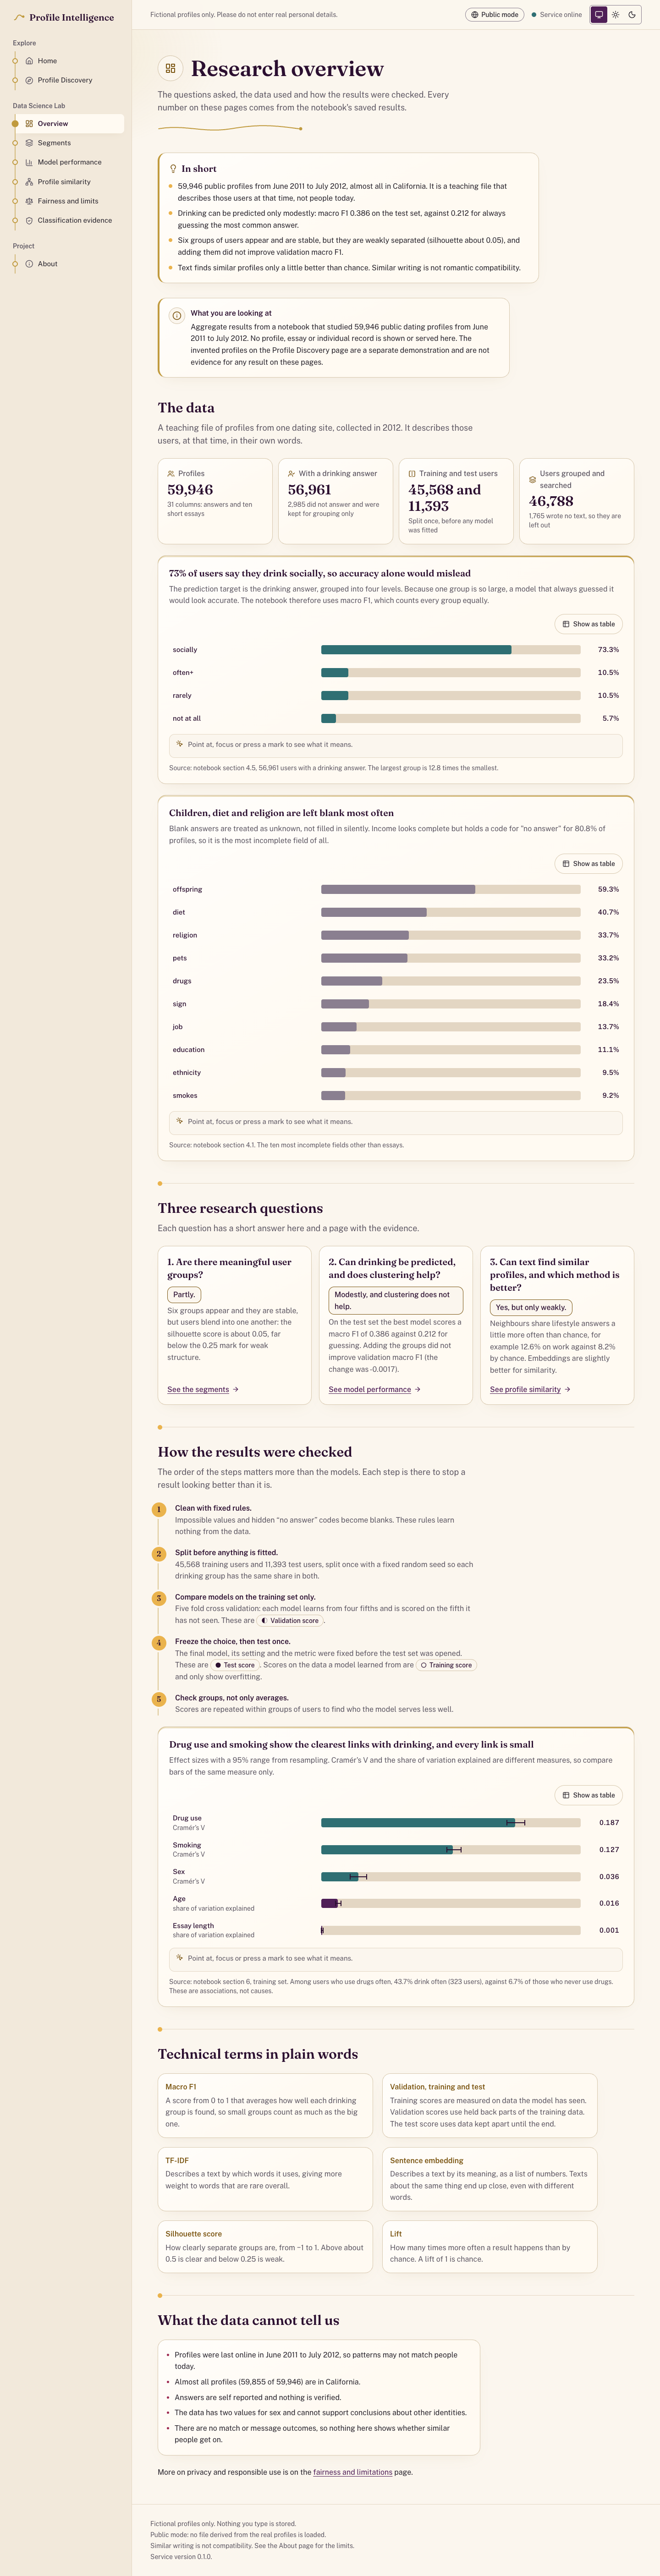 Profile Intelligence
Fictional profiles only. Please do not enter real personal details.
Public mode
Service online
Explore
Home
Profile Discovery
Data Science Lab
Overview
Segments
Model performance
Profile similarity
Fairness and limits
Classification evidence
Project
About
Research overview
The questions asked, the data used and how the results were checked. Every
number on these pages comes from the notebook's saved results.
In short
59,946 public profiles from June 2011 to July 2012, almost all in California. It is a teaching file that
describes those users at that time, not people today.
Drinking can be predicted only modestly: macro F1 0.386 on the test set, against 0.212 for always
guessing the most common answer.
Six groups of users appear and are stable, but they are weakly separated (silhouette about 0.05), and
adding them did not improve validation macro F1.
Text finds similar profiles only a little better than chance. Similar writing is not romantic compatibility.
What you are looking at
Aggregate results from a notebook that studied 59,946 public dating profiles from June
2011 to July 2012. No profile, essay or individual record is shown or served here. The
invented profiles on the Profile Discovery page are a separate demonstration and are not
evidence for any result on these pages.
The data
A teaching file of profiles from one dating site, collected in 2012. It describes those
users, at that time, in their own words.
Profiles
59,946
31 columns: answers and ten
short essays
With a drinking answer
56,961
2,985 did not answer and were
kept for grouping only
Training and test users
45,568 and
11,393
Split once, before any model
was fitted
Users grouped and
searched
46,788
1,765 wrote no text, so they are
left out
73% of users say they drink socially, so accuracy alone would mislead
The prediction target is the drinking answer, grouped into four levels. Because one group is so large, a model that always guessed it
would look accurate. The notebook therefore uses macro F1, which counts every group equally.
Show as table
socially 73.3%
often+ 10.5%
rarely 10.5%
not at all 5.7%
Point at, focus or press a mark to see what it means.
Source: notebook section 4.5, 56,961 users with a drinking answer. The largest group is 12.8 times the smallest.
Children, diet and religion are left blank most often
Blank answers are treated as unknown, not filled in silently. Income looks complete but holds a code for "no answer" for 80.8% of
profiles, so it is the most incomplete field of all.
Show as table
offspring 59.3%
diet 40.7%
religion 33.7%
pets 33.2%
drugs 23.5%
sign 18.4%
job 13.7%
education 11.1%
ethnicity 9.5%
smokes 9.2%
Point at, focus or press a mark to see what it means.
Source: notebook section 4.1. The ten most incomplete fields other than essays.
Three research questions
Each question has a short answer here and a page with the evidence.
1. Are there meaningful user
groups?
Partly.
Six groups appear and they are stable,
but users blend into one another: the
silhouette score is about 0.05, far
below the 0.25 mark for weak
structure.
See the segments →
2. Can drinking be predicted,
and does clustering help?
Modestly, and clustering does not
help.
On the test set the best model scores a
macro F1 of 0.386 against 0.212 for
guessing. Adding the groups did not
improve validation macro F1 (the
change was -0.0017).
See model performance →
3. Can text find similar
profiles, and which method is
better?
Yes, but only weakly.
Neighbours share lifestyle answers a
little more often than chance, for
example 12.6% on work against 8.2%
by chance. Embeddings are slightly
better for similarity.
See profile similarity →
How the results were checked
The order of the steps matters more than the models. Each step is there to stop a
result looking better than it is.
1
Clean with fixed rules.
Impossible values and hidden "no answer" codes become blanks. These rules learn
nothing from the data.
2
Split before anything is fitted.
45,568 training users and 11,393 test users, split once with a fixed random seed so each
drinking group has the same share in both.
3
Compare models on the training set only.
Five fold cross validation: each model learns from four fifths and is scored on the fifth it
has not seen. These are Validation score.
4
Freeze the choice, then test once.
The final model, its setting and the metric were fixed before the test set was opened.
These are Test score. Scores on the data a model learned from are Training score
and only show overfitting.
5
Check groups, not only averages.
Scores are repeated within groups of users to find who the model serves less well.
Drug use and smoking show the clearest links with drinking, and every link is small
Effect sizes with a 95% range from resampling. Cramér's V and the share of variation explained are different measures, so compare
bars of the same measure only.
Show as table
Drug use
Cramér's V
0.187
Smoking
Cramér's V
0.127
Sex
Cramér's V
0.036
Age
share of variation explained
0.016
Essay length
share of variation explained
0.001
Point at, focus or press a mark to see what it means.
Source: notebook section 6, training set. Among users who use drugs often, 43.7% drink often (323 users), against 6.7% of those who never use drugs.
These are associations, not causes.
Technical terms in plain words
Macro F1
A score from 0 to 1 that averages how well each drinking
group is found, so small groups count as much as the big
one.
Validation, training and test
Training scores are measured on data the model has seen.
Validation scores use held back parts of the training data.
The test score uses data kept apart until the end.
TF-IDF
Describes a text by which words it uses, giving more
weight to words that are rare overall.
Sentence embedding
Describes a text by its meaning, as a list of numbers. Texts
about the same thing end up close, even with different
words.
Silhouette score
How clearly separate groups are, from −1 to 1. Above about
0.5 is clear and below 0.25 is weak.
Lift
How many times more often a result happens than by
chance. A lift of 1 is chance.
What the data cannot tell us
Profiles were last online in June 2011 to July 2012, so patterns may not match people
today.
Almost all profiles (59,855 of 59,946) are in California.
Answers are self reported and nothing is verified.
The data has two values for sex and cannot support conclusions about other identities.
There are no match or message outcomes, so nothing here shows whether similar
people get on.
More on privacy and responsible use is on the fairness and limitations page.
Fictional profiles only. Nothing you type is stored.
Public mode: no file derived from the real profiles is loaded.
Similar writing is not compatibility. See the About page for the limits.
Service version 0.1.0.